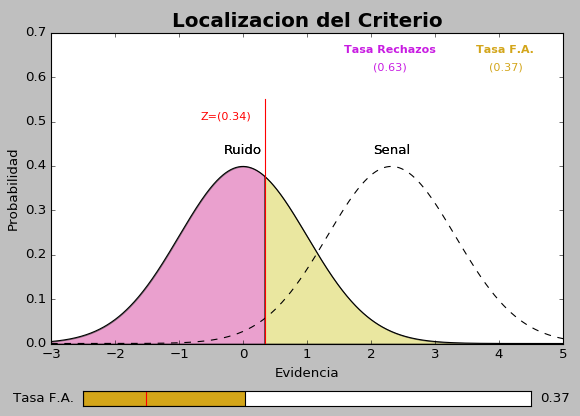 Localizacion del Criterio
0.7
0.6
0.5
0.4
0.3
0.2
0.1
0.0
Probabilidad
Tasa Rechazos
(0.63)
Tasa F.A.
(0.37)
Z=(0.34)
Ruido
Senal
−3 −2 −1 0 1 2 3 4 5
Evidencia
Tasa F.A. 0.37